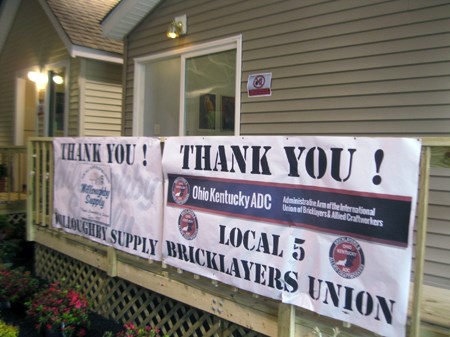 THANK YOU !
Willoughby
Supply
WILLOUGHBY SUPPLY
THANK YOU !
Ohio Kentucky ADC
Administrative Arm of the International
Union of Bricklayers & Allied Craftworkers
LOCAL 5
BRICKLAYERS UNION